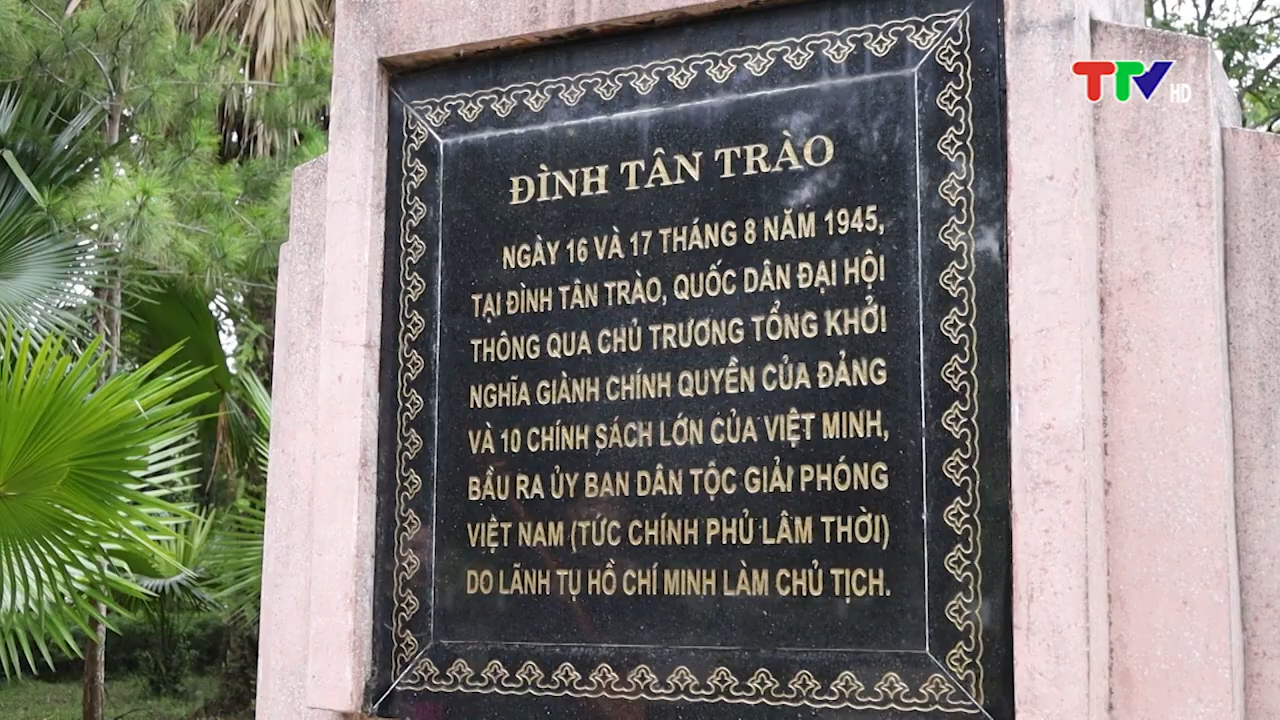 TTV HD
ĐÌNH TÂN TRÀO
NGÀY 16 VÀ 17 THÁNG 8 NĂM 1945,
TẠI ĐÌNH TÂN TRÀO, QUỐC DÂN ĐẠI HỘI
THÔNG QUA CHỦ TRƯƠNG TỔNG KHỞI
NGHĨA GIÀNH CHÍNH QUYỀN CỦA ĐẢNG
VÀ 10 CHÍNH SÁCH LỚN CỦA VIỆT MINH,
BẦU RA ỦY BAN DÂN TỘC GIẢI PHÓNG
VIỆT NAM (TỨC CHÍNH PHỦ LÂM THỜI)
DO LÃNH TỤ HỒ CHÍ MINH LÀM CHỦ TỊCH.